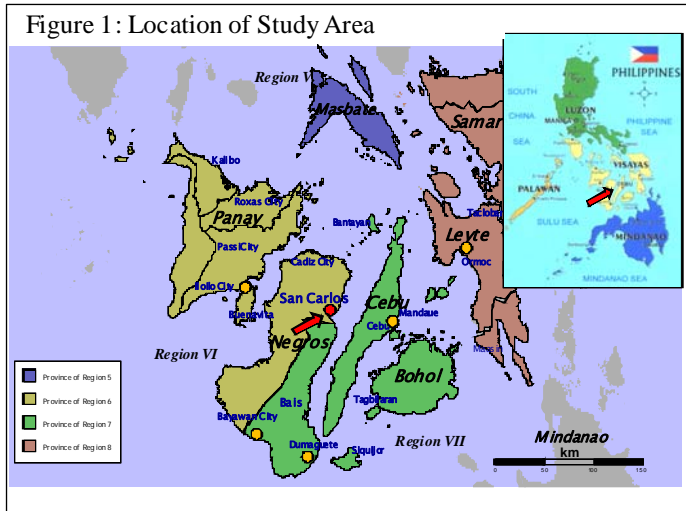 Figure 1: Location of Study Area
Region V
Masbate
Samar
Kalibo
Roxas City
Panay
Passi City
Iloilo City
Buenavita
Bantayan
Cadiz City
San Carlos
Negros
Cebu
Mandaue
Cebu
Leyte
Tacloban
Ormoc
Bohol
Tagbilaran
Region VI
Bais
Bayawan City
Dumaguete
Siquijor
Region VII
Mindanao
km
0 50 100 150
Province of Region 5
Province of Region 6
Province of Region 7
Province of Region 8
PHILIPPINES
SOUTH
CHINA
SEA
LUZON
MANILA
PHILIPPINE
SEA
VISAYAS
PALAWAN
SULU SEA
MINDANAO
MINDANAO SEA